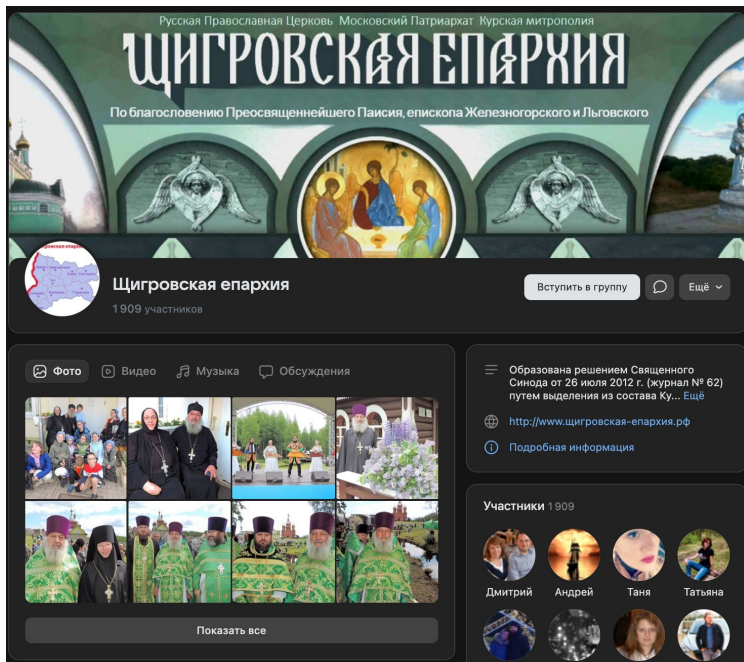 Русская Православная Церковь Московский Патриархат Курская митрополия
ЩИГРОВСКАЯ ЕПАРХИЯ
По благословению Преосвященнейшего Паисия, епископа Железногорского и Льговского
Щигровская епархия
1 909 участников
Вступить в группу
Ещё
Фото Видео Музыка Обсуждения
Показать все
Образована решением Священного
Синода от 26 июля 2012 г. (журнал № 62)
путем выделения из состава Ку... Ещё
http://www.щигровская-епархия.рф
Подробная информация
Участники 1 909
Дмитрий Андрей Таня Татьяна